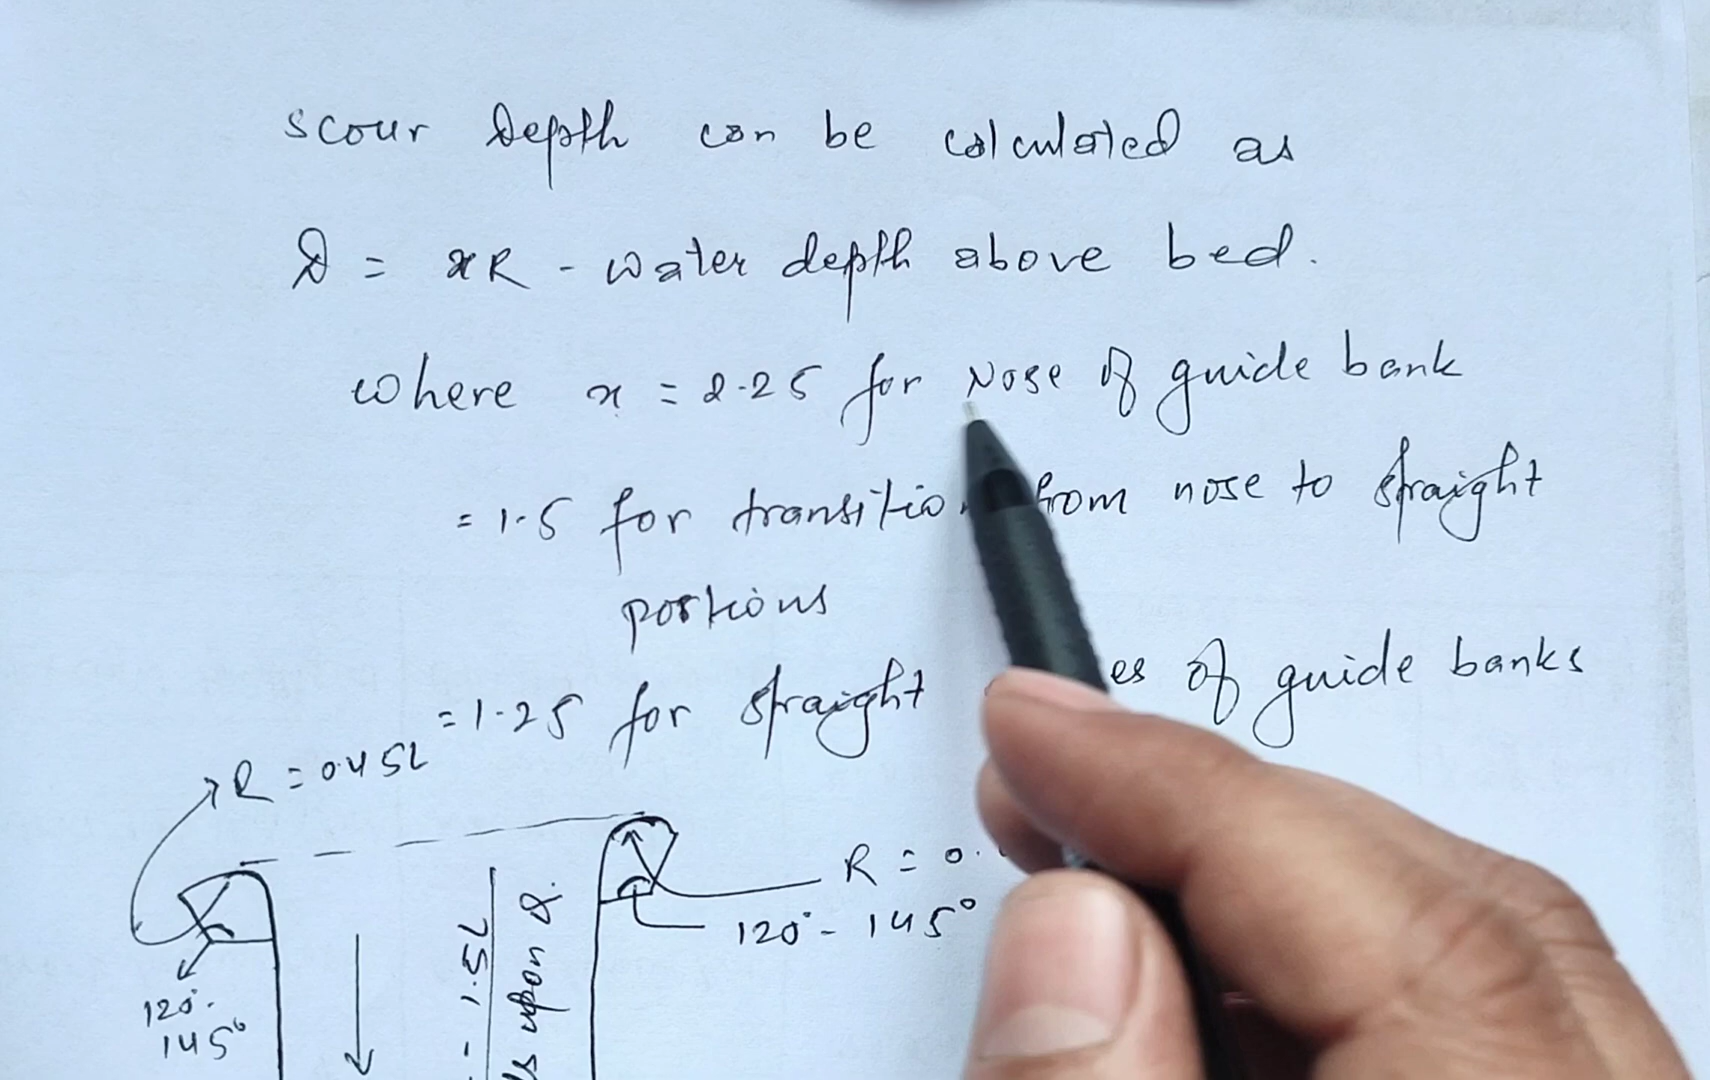 scour Depth can be calculated as
D = xR - water depth above bed.
where x = 2.25 for Nose of guide bank
= 1.5 for transition from nose to straight
portions
= 1.25 for straight of guide banks
R = 0.45L
R = 0.
120° - 145°
120° -
145°
- 1.5L
upon Q.